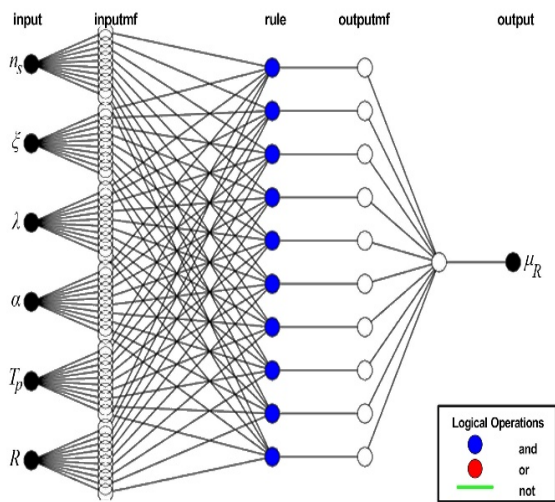 input inputmf rule outputmf output
n_s
ξ
λ
α
T_p
R
μ_R
Logical Operations
and
or
not